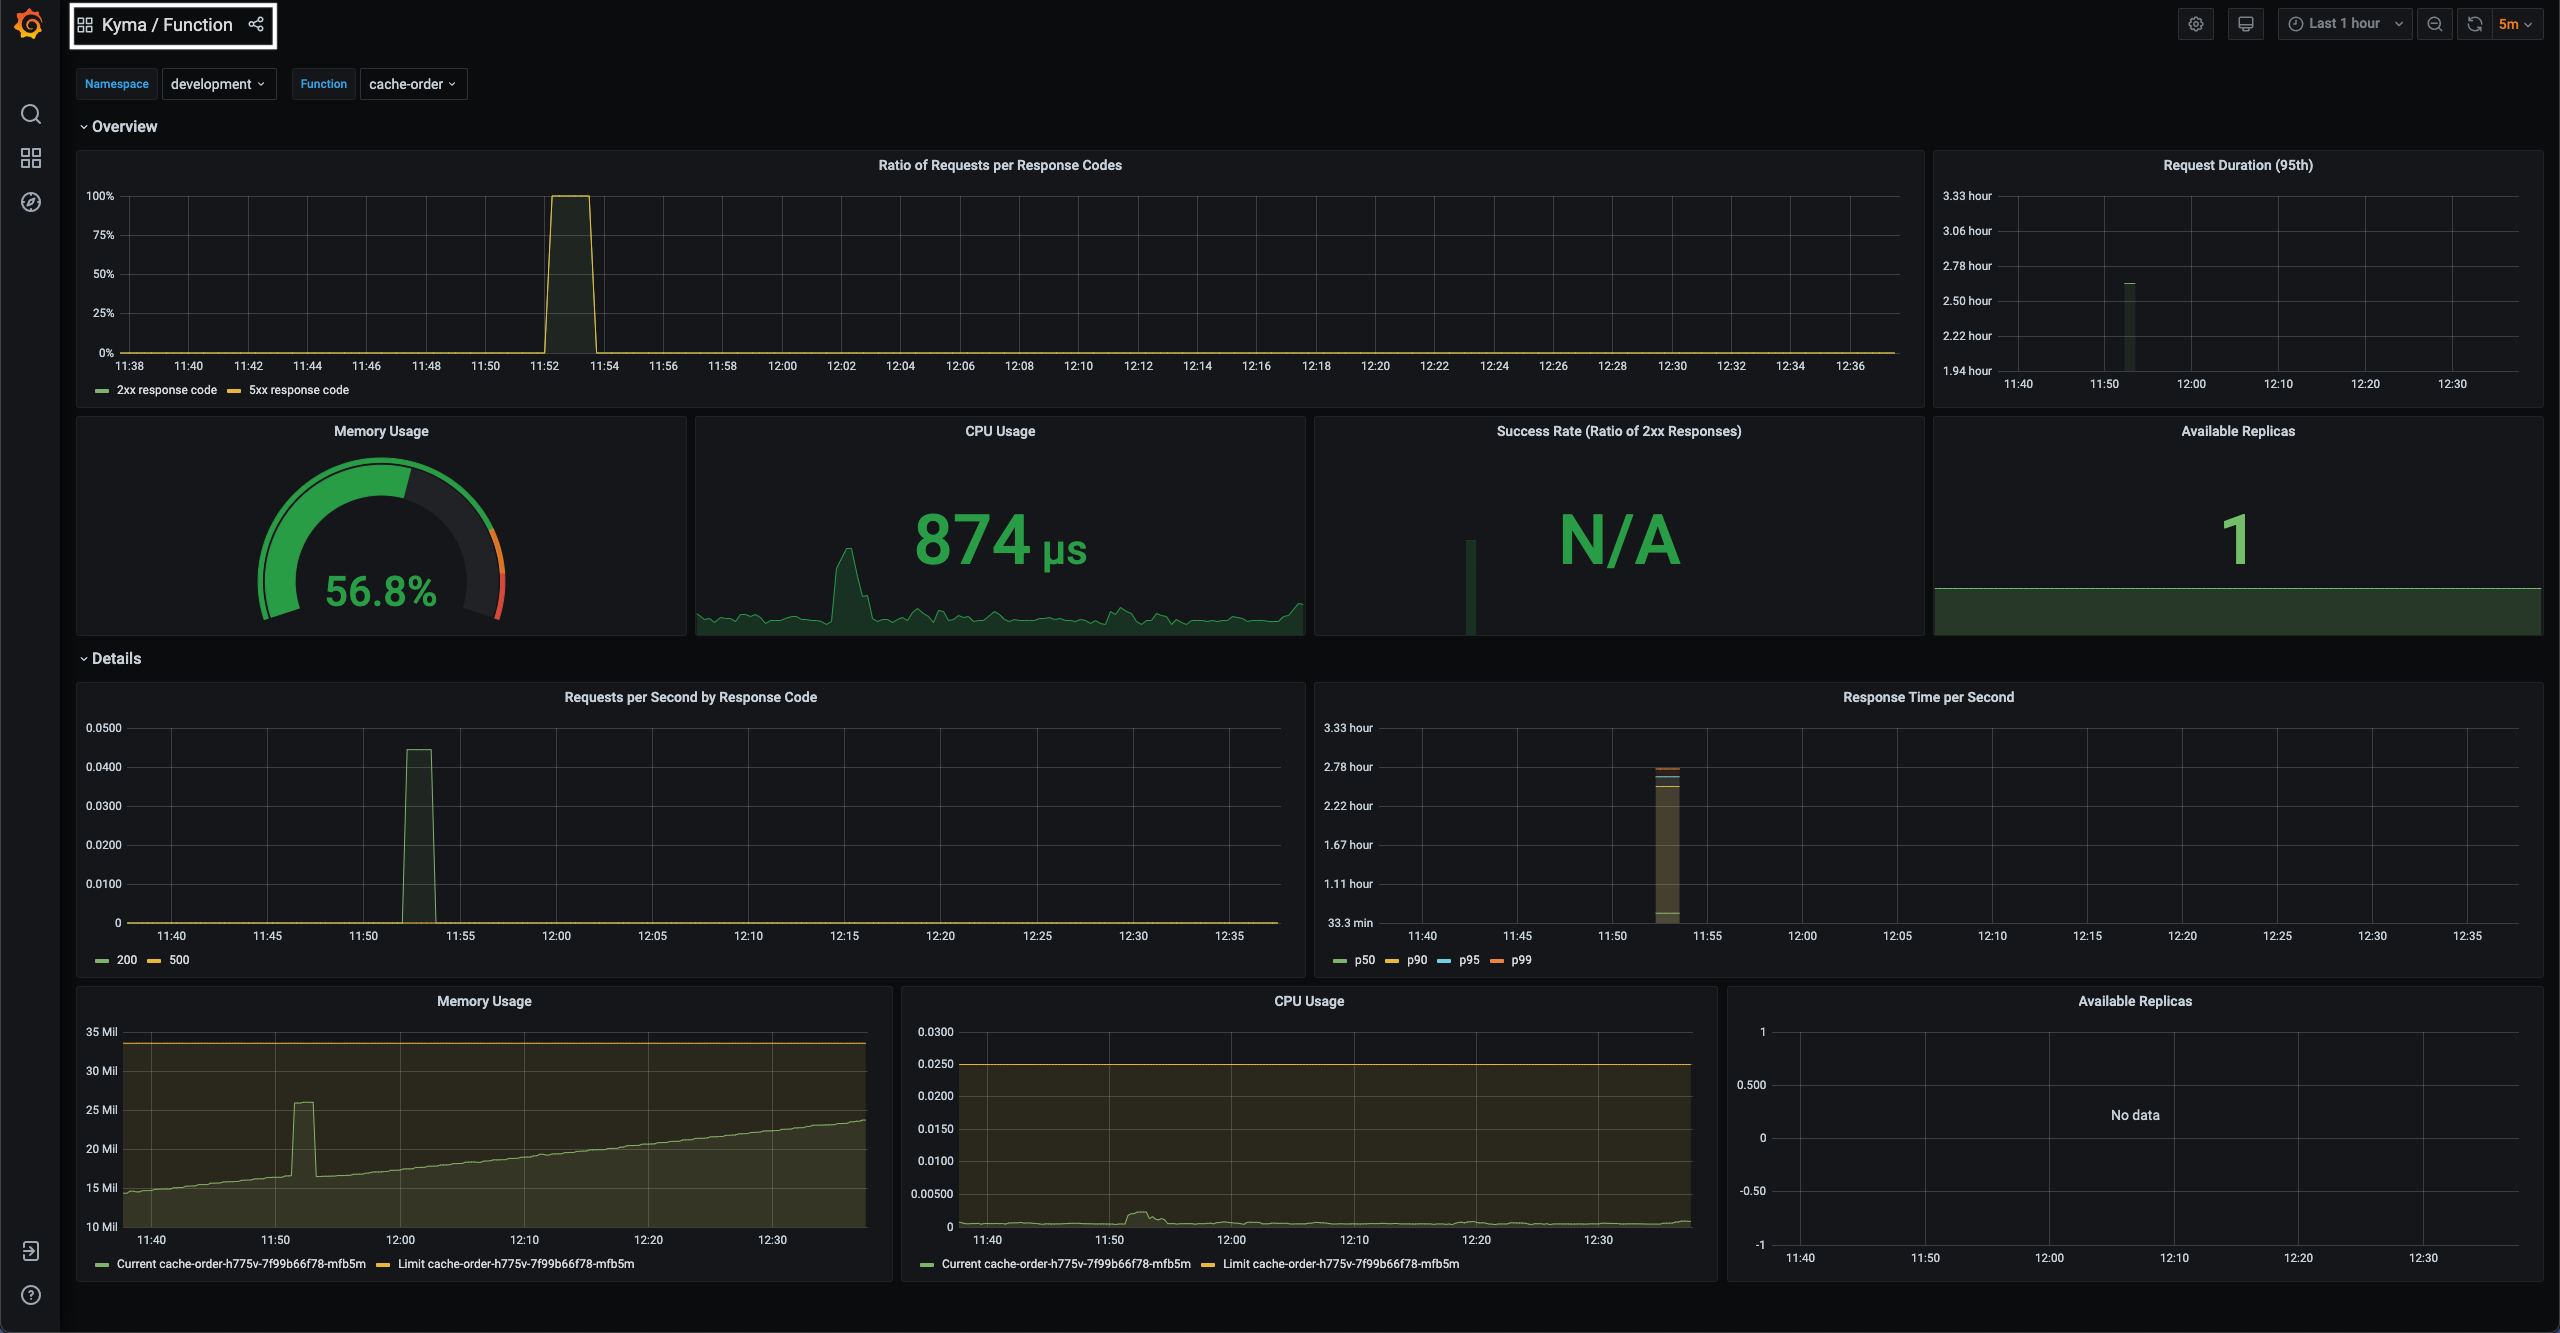 Kyma / Function
Last 1 hour
5m
Namespace
development
Function
cache-order
Overview
Ratio of Requests per Response Codes
100%
75%
50%
25%
0%
11:38 11:40 11:42 11:44 11:46 11:48 11:50 11:52 11:54 11:56 11:58 12:00 12:02 12:04 12:06 12:08 12:10 12:12 12:14 12:16 12:18 12:20 12:22 12:24 12:26 12:28 12:30 12:32 12:34 12:36
2xx response code 5xx response code
Request Duration (95th)
3.33 hour
3.06 hour
2.78 hour
2.50 hour
2.22 hour
1.94 hour
11:40 11:50 12:00 12:10 12:20 12:30
Memory Usage
56.8%
CPU Usage
874 µs
Success Rate (Ratio of 2xx Responses)
N/A
Available Replicas
1
Details
Requests per Second by Response Code
0.0500
0.0400
0.0300
0.0200
0.0100
0
11:40 11:45 11:50 11:55 12:00 12:05 12:10 12:15 12:20 12:25 12:30 12:35
200 500
Response Time per Second
3.33 hour
2.78 hour
2.22 hour
1.67 hour
1.11 hour
33.3 min
11:40 11:45 11:50 11:55 12:00 12:05 12:10 12:15 12:20 12:25 12:30 12:35
p50 p90 p95 p99
Memory Usage
35 Mil
30 Mil
25 Mil
20 Mil
15 Mil
10 Mil
11:40 11:50 12:00 12:10 12:20 12:30
Current cache-order-h775v-7f99b66f78-mfb5m Limit cache-order-h775v-7f99b66f78-mfb5m
CPU Usage
0.0300
0.0250
0.0200
0.0150
0.0100
0.00500
0
11:40 11:50 12:00 12:10 12:20 12:30
Current cache-order-h775v-7f99b66f78-mfb5m Limit cache-order-h775v-7f99b66f78-mfb5m
Available Replicas
1
0.500
0
-0.50
-1
No data
11:40 11:50 12:00 12:10 12:20 12:30